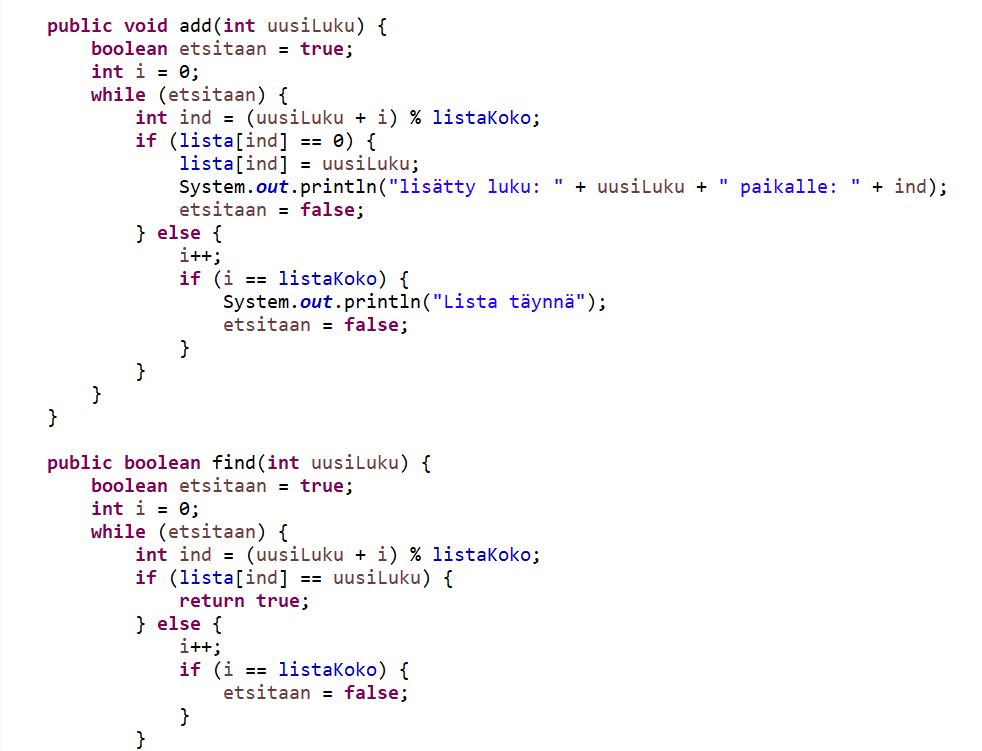 public void add(int uusiLuku) {
    boolean etsitaan = true;
    int i = 0;
    while (etsitaan) {
        int ind = (uusiLuku + i) % listaKoko;
        if (lista[ind] == 0) {
            lista[ind] = uusiLuku;
            System.out.println("lisätty luku: " + uusiLuku + " paikalle: " + ind);
            etsitaan = false;
        } else {
            i++;
            if (i == listaKoko) {
                System.out.println("Lista täynnä");
                etsitaan = false;
            }
        }
    }
}

public boolean find(int uusiLuku) {
    boolean etsitaan = true;
    int i = 0;
    while (etsitaan) {
        int ind = (uusiLuku + i) % listaKoko;
        if (lista[ind] == uusiLuku) {
            return true;
        } else {
            i++;
            if (i == listaKoko) {
                etsitaan = false;
            }
        }